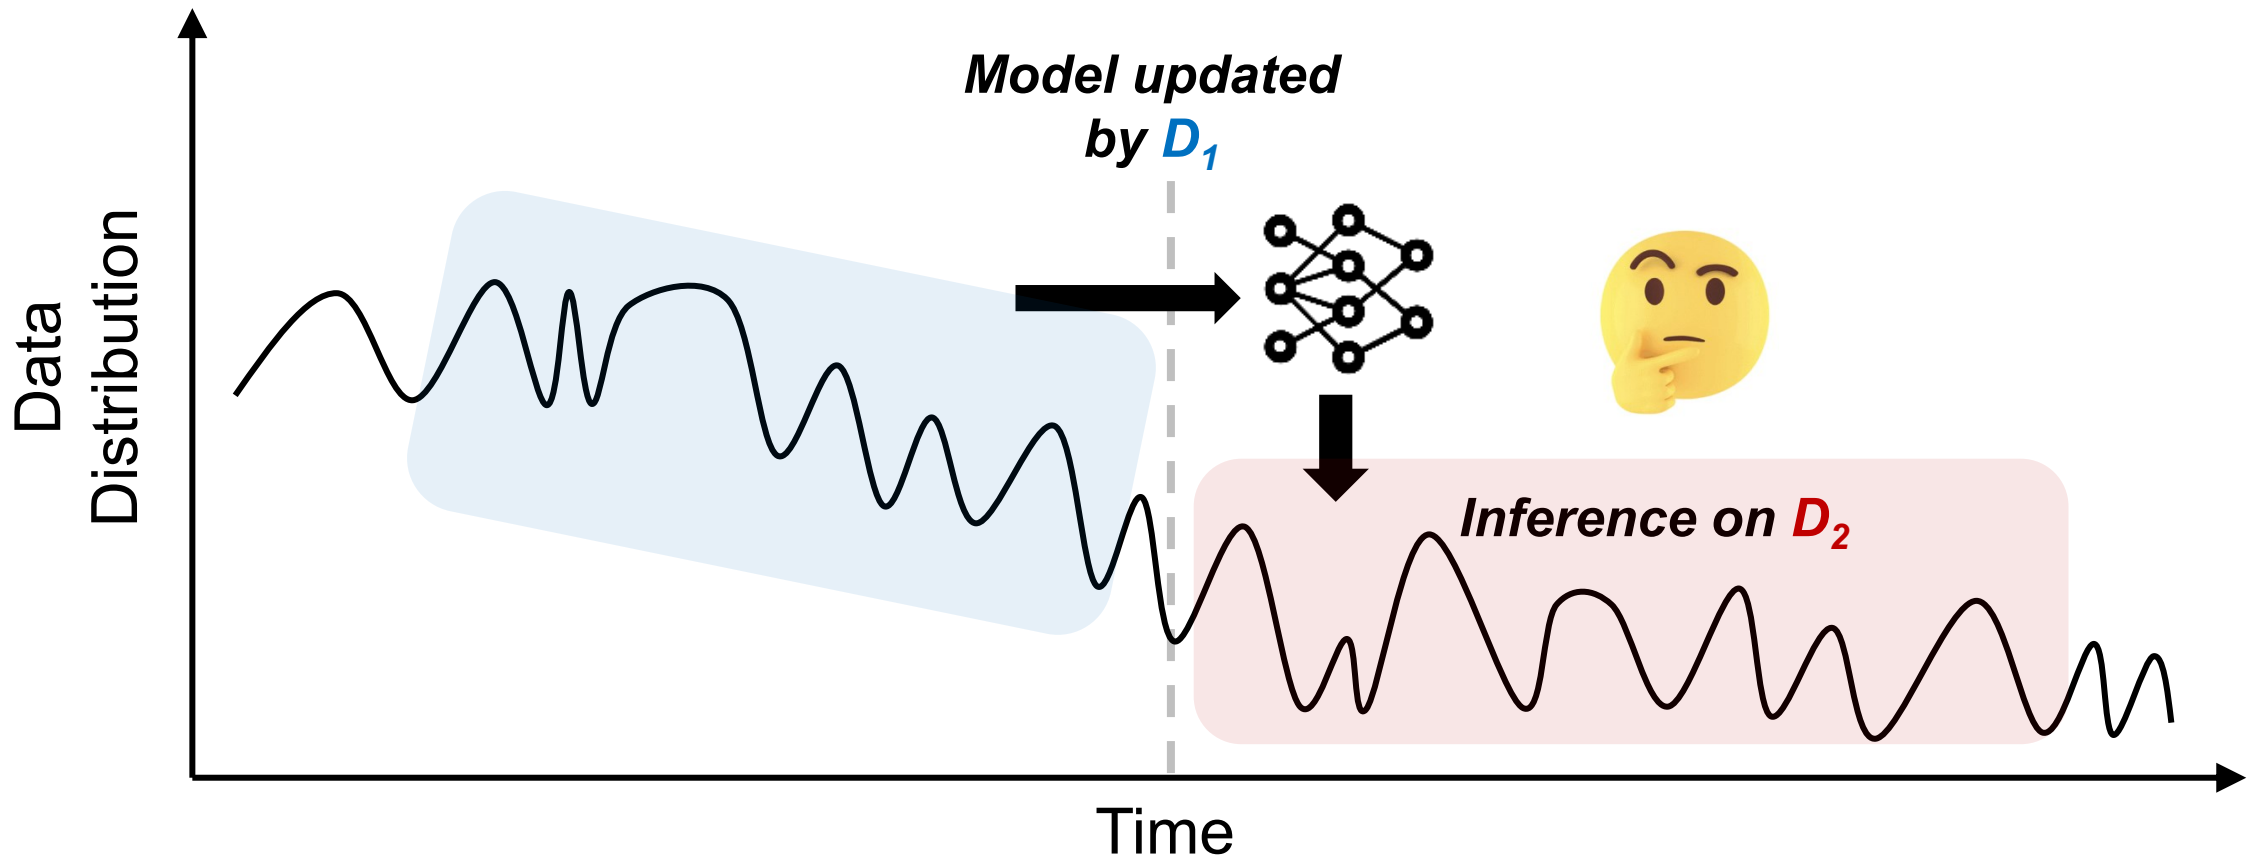 Model updated
by D1
Data
Distribution
Inference on D2
Time